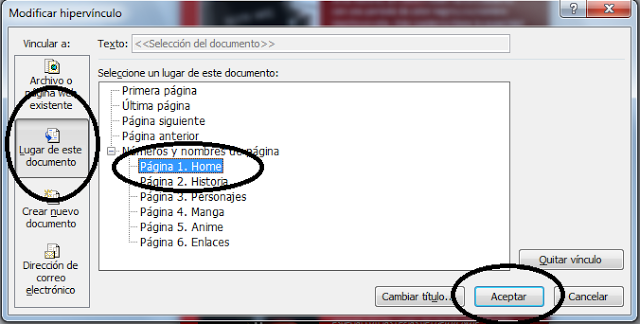 Modificar hipervínculo
Vincular a:
Texto: <<Selección del documento>>
Archivo o
página web
existente
Lugar de este
documento
Crear nuevo
documento
Dirección de
correo
electrónico
Seleccione un lugar de este documento:
Primera página
Última página
Página siguiente
Página anterior
Números y nombres de página
Página 1. Home
Página 2. Historia
Página 3. Personajes
Página 4. Manga
Página 5. Anime
Página 6. Enlaces
Quitar vínculo
Cambiar título...
Aceptar
Cancelar